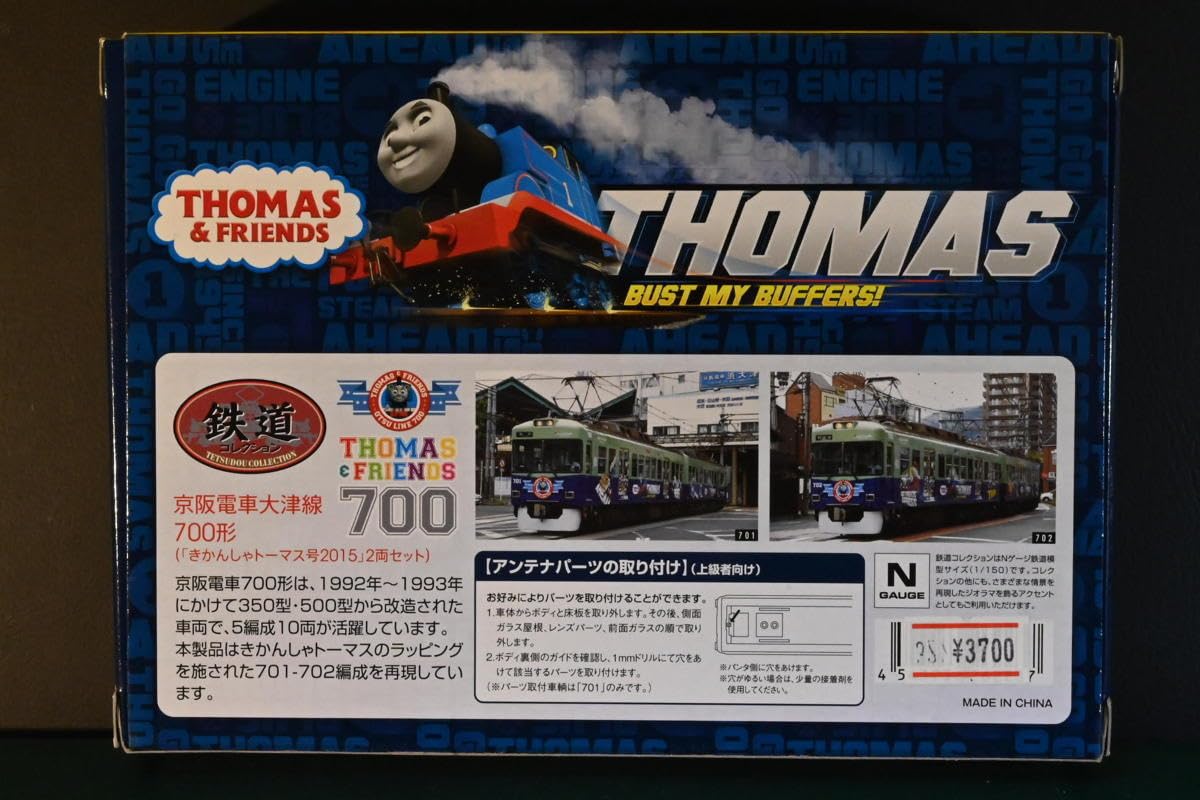 THOMAS
& FRIENDS
THOMAS
BUST MY BUFFERS!
鉄道
コレクション
TETSUDOU COLLECTION
THOMAS & FRIENDS
OTSU LINE 700
THOMAS
& FRIENDS
700
京阪電車大津線
700形
(「きかんしゃトーマス号2015」2両セット)
京阪電車700形は、1992年〜1993年
にかけて350型・500型から改造された
車両で、5編成10両が活躍しています。
本製品はきかんしゃトーマスのラッピング
を施された701-702編成を再現してい
ます。
701
701
702
702
【アンテナパーツの取り付け】(上級者向け)
お好みによりパーツを取り付けることができます。
1.車体からボディと床板を取り外します。その後、側面
ガラス屋根、レンズパーツ、前面ガラスの順で取り
外します。
2.ボディ裏側のガイドを確認し、1mmドリルにて穴をあ
けて該当するパーツを取り付けます。
(※パーツ取付車輌は「701」のみです。)
※パンタ側に穴をあけます。
※穴がゆるい場合は、少量の接着剤を
使用してください。
N
GAUGE
鉄道コレクションはNゲージ鉄道模
型サイズ(1/150)です。コレク
ションの他にも、さまざまな情景を
再現したジオラマを飾るアクセント
としてもご利用いただけます。
¥3700
45
7
MADE IN CHINA
ENGINE
AHEAD
THOMAS
STEAM
AHEAD
TEAM
AHEAD
THOMAS